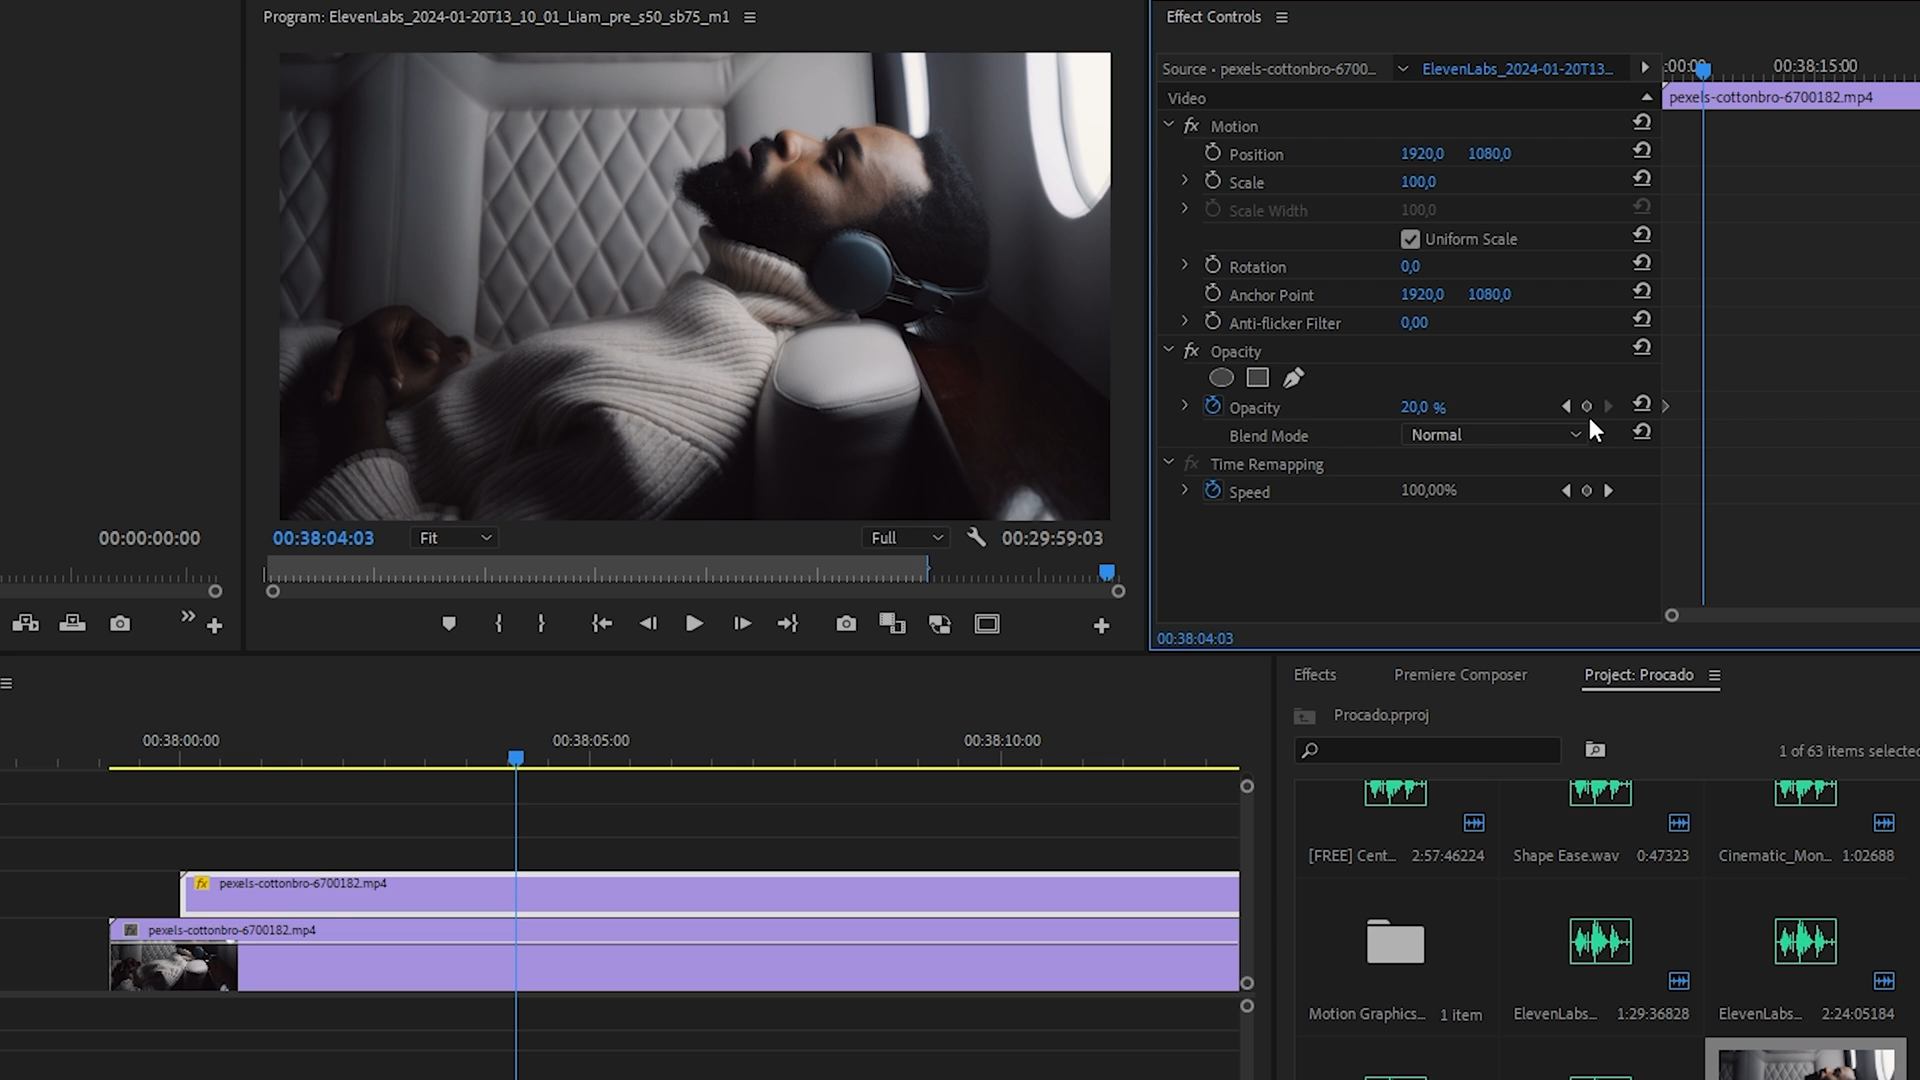 Program: ElevenLabs_2024-01-20T13_10_01_Liam_pre_s50_sb75_m1
00:00:00:00
00:38:04:03
Fit
Full
00:29:59:03
Effect Controls
Source · pexels-cottonbro-6700...
ElevenLabs_2024-01-20T13...
:00:00
00:38:15:00
Video
pexels-cottonbro-6700182.mp4
fx Motion
Position 1920,0 1080,0
Scale 100,0
Scale Width 100,0
Uniform Scale
Rotation 0,0
Anchor Point 1920,0 1080,0
Anti-flicker Filter 0,00
fx Opacity
Opacity 20,0 %
Blend Mode Normal
fx Time Remapping
Speed 100,00%
00:38:04:03
00:38:00:00
00:38:05:00
00:38:10:00
fx pexels-cottonbro-6700182.mp4
fx pexels-cottonbro-6700182.mp4
Effects
Premiere Composer
Project: Procado
Procado.prproj
1 of 63 items selected
[FREE] Cent... 2:57:46224
Shape Ease.wav 0:47323
Cinematic_Mon... 1:02688
Motion Graphics... 1 item
ElevenLabs... 1:29:36828
ElevenLabs... 2:24:05184